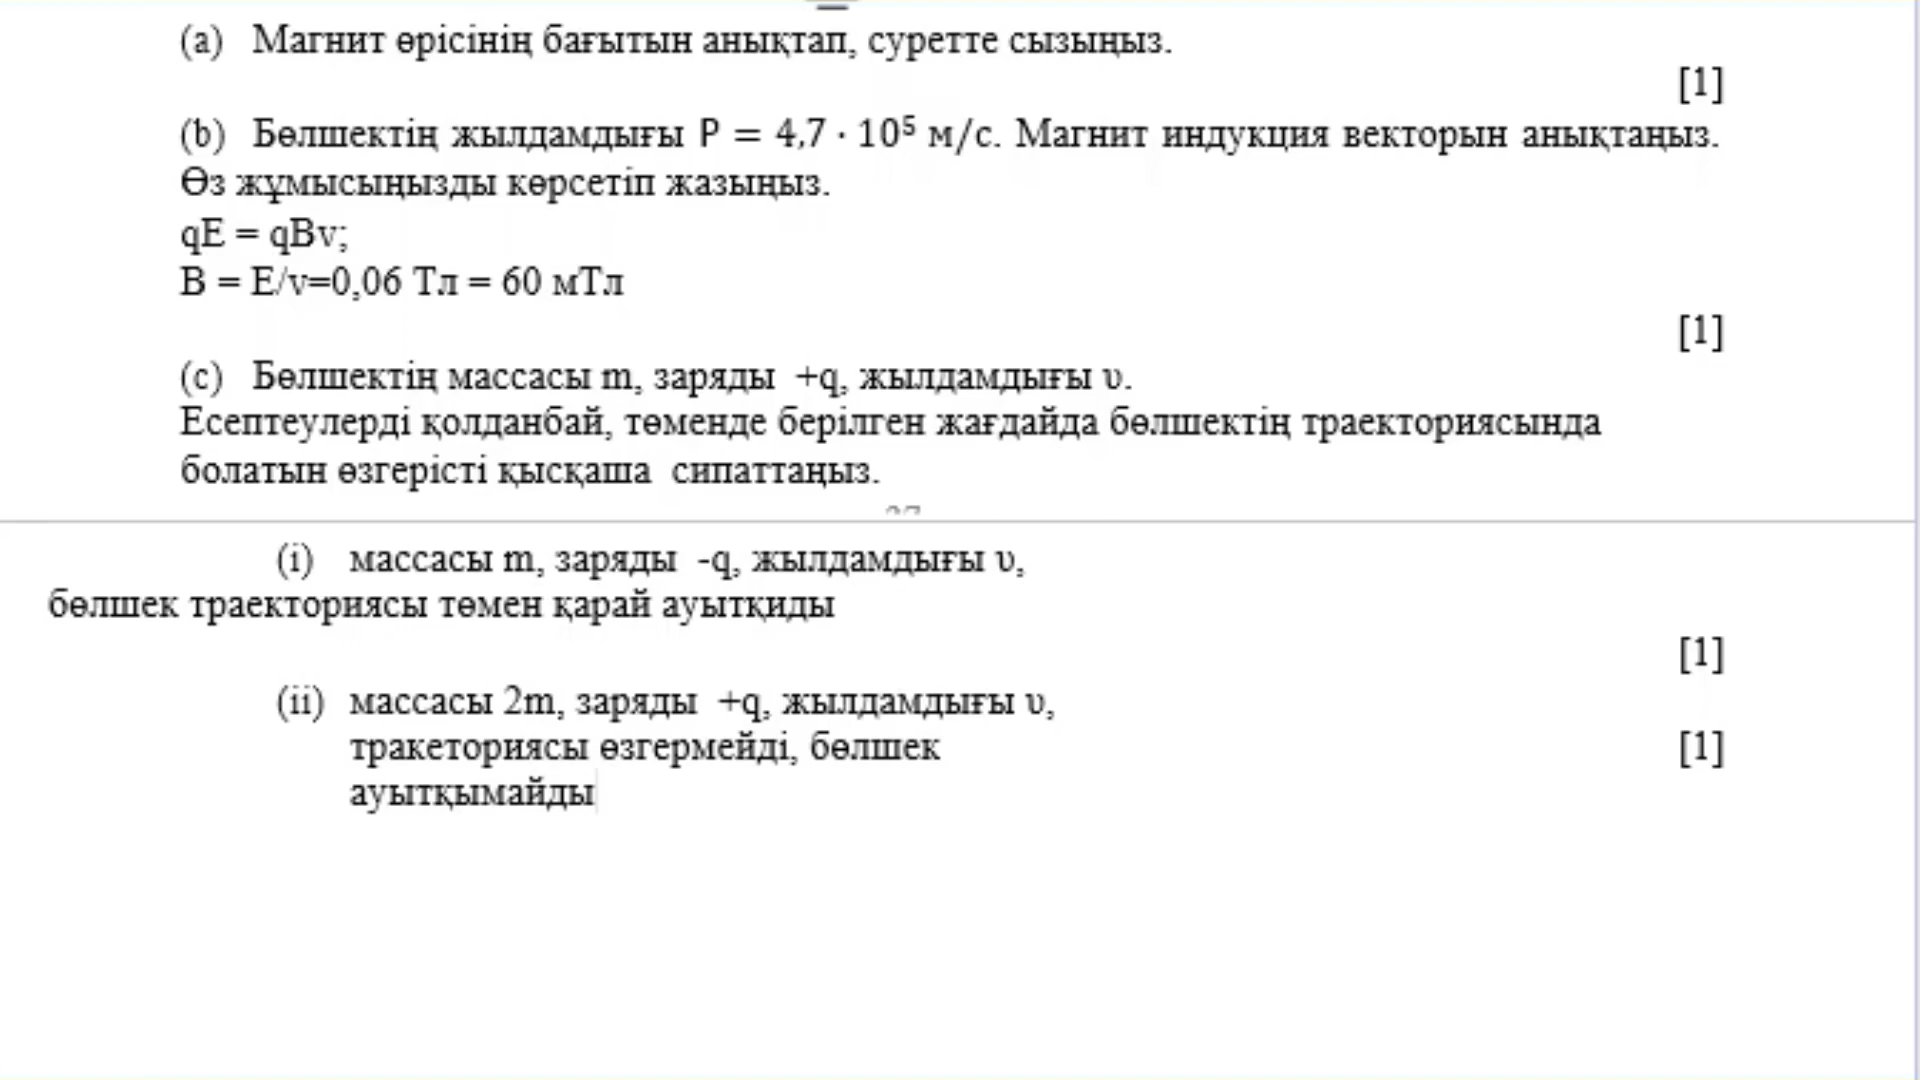 (a) Магнит өрісінің бағытын анықтап, суретте сызыңыз.
[1]
(b) Бөлшектің жылдамдығы P = 4,7 · 10⁵ м/с. Магнит индукция векторын анықтаңыз.
Өз жұмысыңызды көрсетіп жазыңыз.
qE = qBv;
B = E/v=0,06 Тл = 60 мТл
[1]
(c) Бөлшектің массасы m, заряды +q, жылдамдығы υ.
Есептеулерді қолданбай, төменде берілген жағдайда бөлшектің траекториясында
болатын өзгерісті қысқаша сипаттаңыз.
(i) массасы m, заряды -q, жылдамдығы υ,
бөлшек траекториясы төмен қарай ауытқиды
[1]
(ii) массасы 2m, заряды +q, жылдамдығы υ,
тракеториясы өзгермейді, бөлшек [1]
ауытқымайды